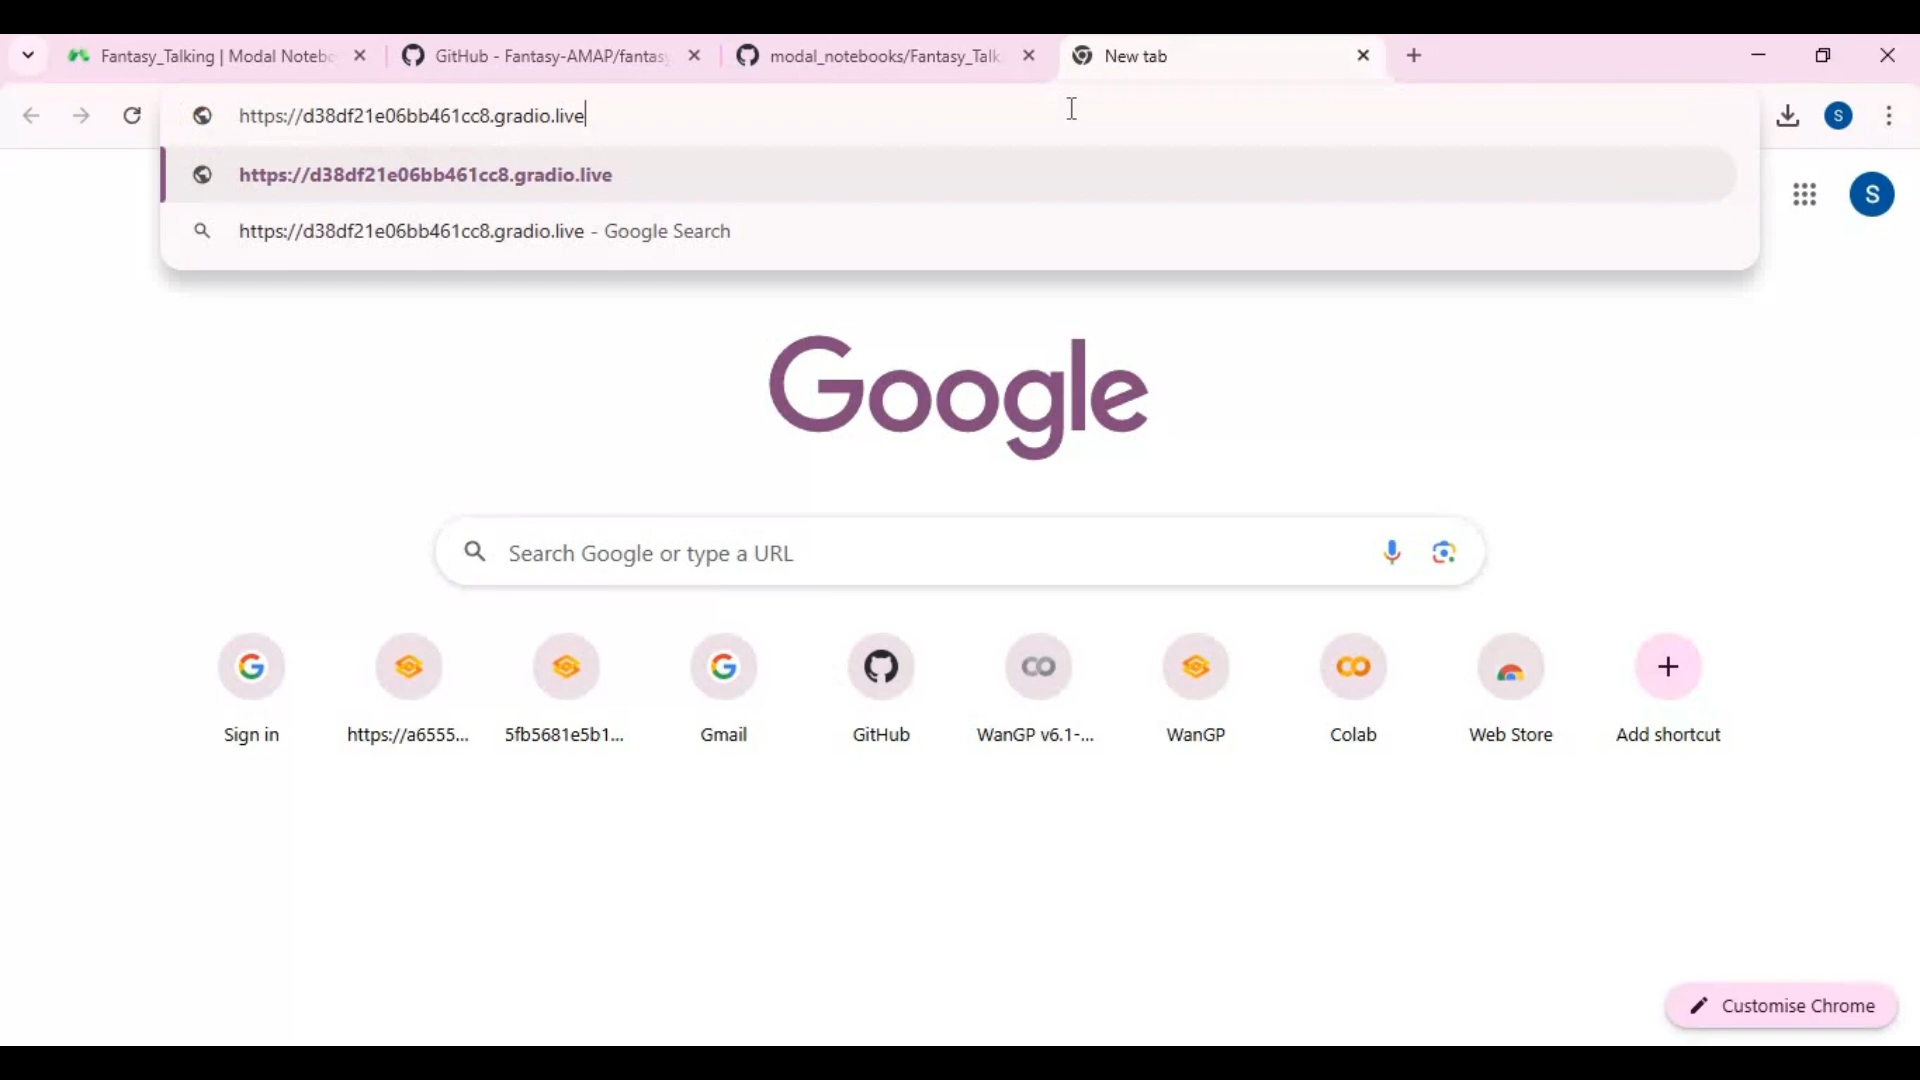 Fantasy_Talking | Modal Notebo
GitHub - Fantasy-AMAP/fantasy
modal_notebooks/Fantasy_Talk
New tab
https://d38df21e06bb461cc8.gradio.live
S
https://d38df21e06bb461cc8.gradio.live
S
https://d38df21e06bb461cc8.gradio.live - Google Search
Google
Search Google or type a URL
Sign in
https://a6555...
5fb5681e5b1...
Gmail
GitHub
WanGP v6.1-...
WanGP
Colab
Web Store
Add shortcut
Customise Chrome